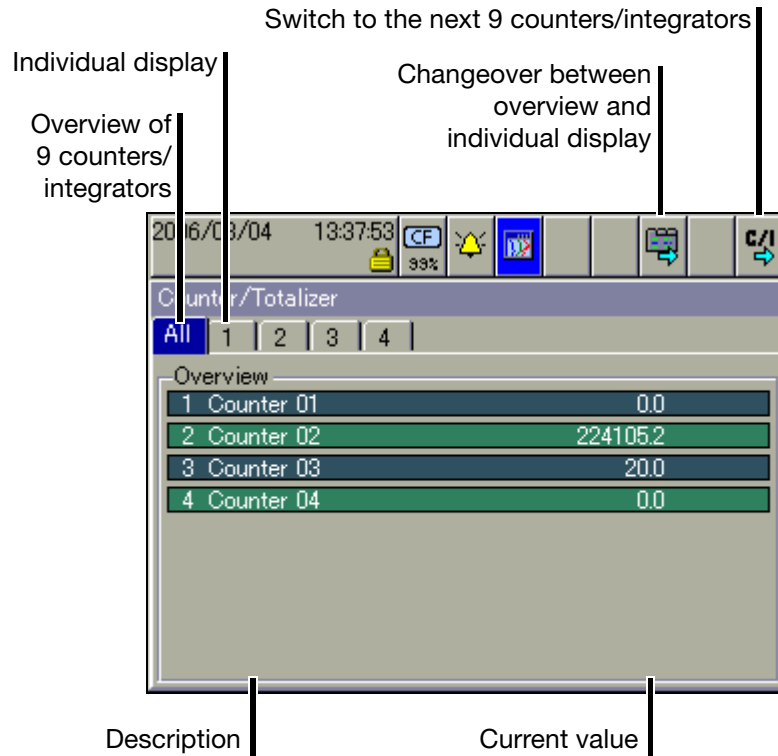 Switch to the next 9 counters/integrators
Individual display
Changeover between
overview and
individual display
Overview of
9 counters/
integrators
13:37:53
CF
99%
C/I
Counter/Totalizer
All 1 2 3 4
Overview
1 Counter 01 0.0
2 Counter 02 224105.2
3 Counter 03 20.0
4 Counter 04 0.0
Description
Current value